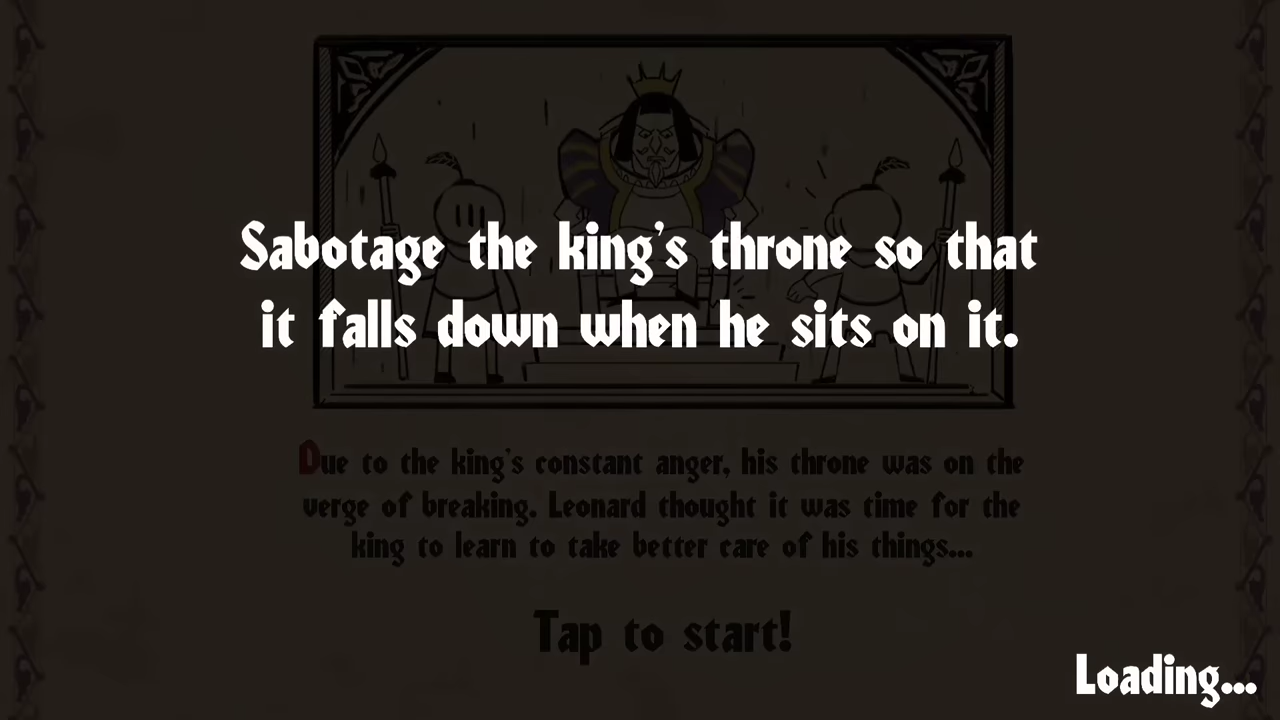 Sabotage the king's throne so that
it falls down when he sits on it.
Due to the king's constant anger, his throne was on the
verge of breaking. Leonard thought it was time for the
king to learn to take better care of his things...
Tap to start!
Loading...